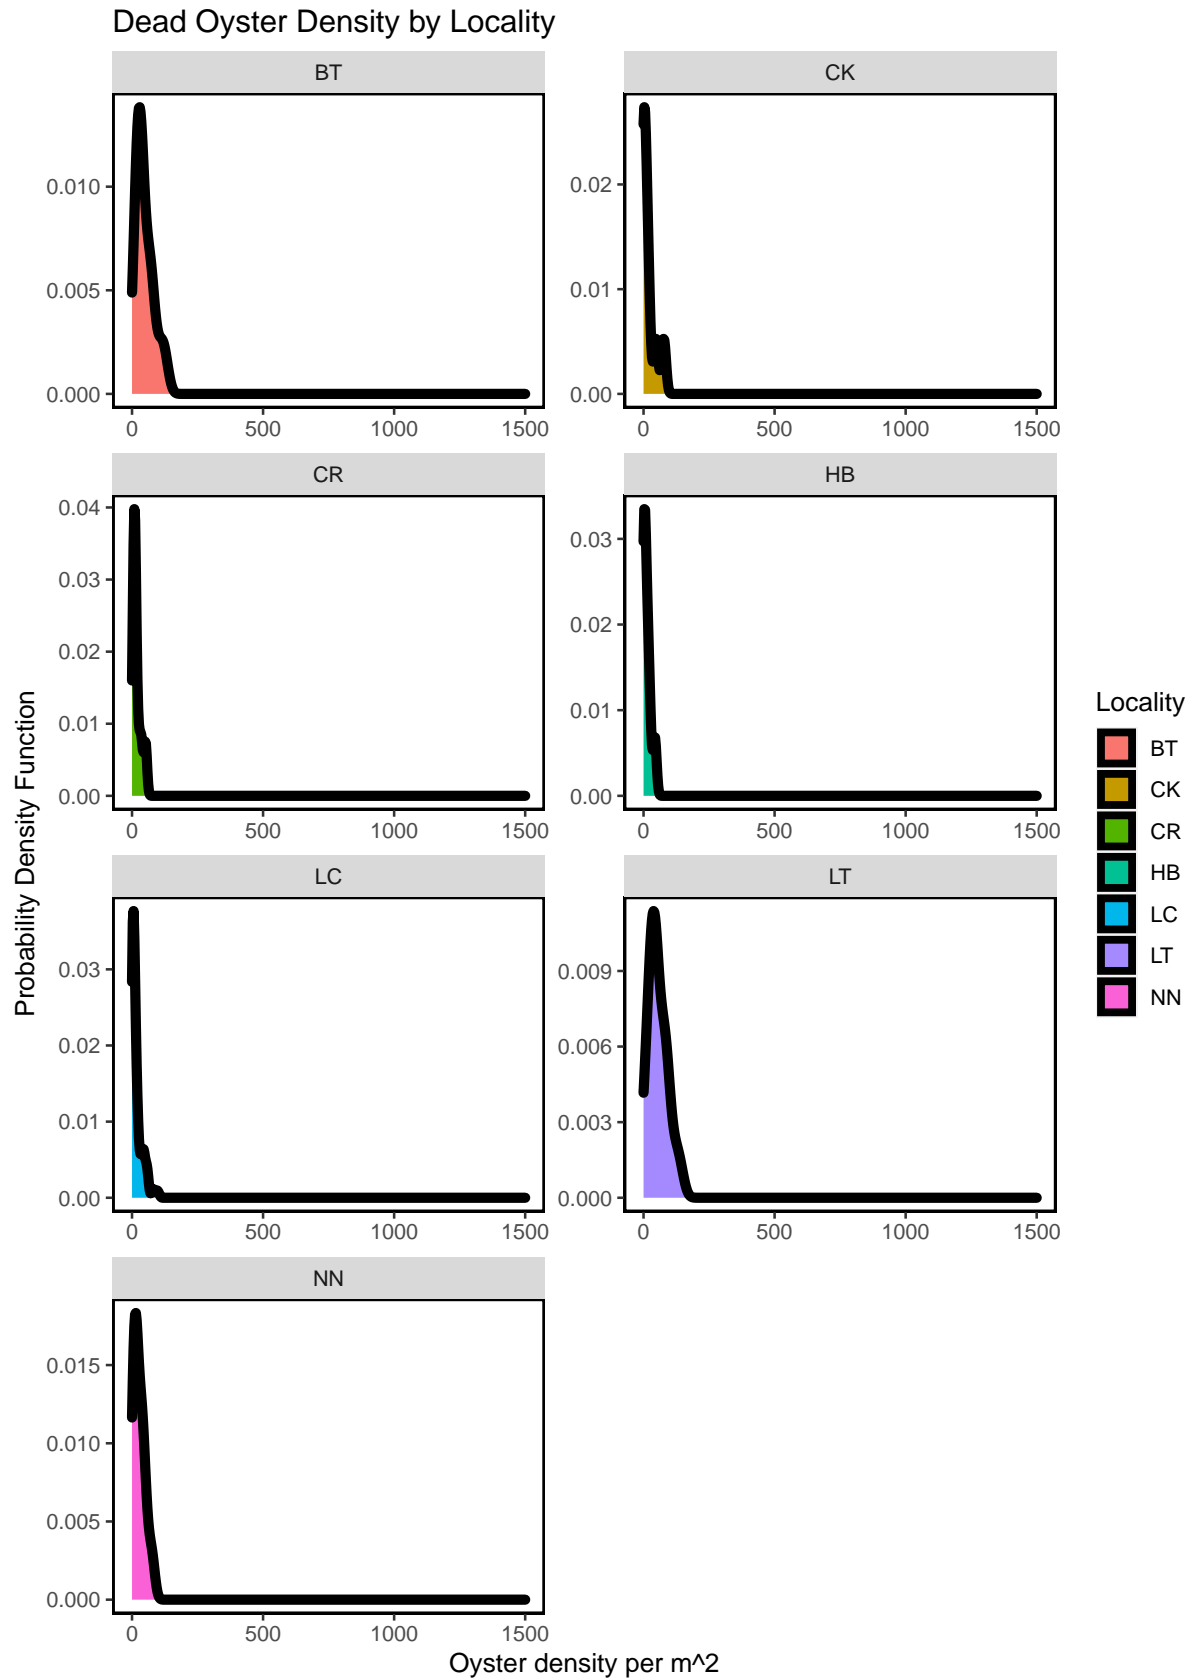 Dead Oyster Density by Locality
BT
CK
0.010
0.005
0.000
0.02
0.01
0.00
0 500 1000 1500
0 500 1000 1500
CR
HB
0.04
0.03
0.02
0.01
0.00
0.03
0.02
0.01
0.00
0 500 1000 1500
0 500 1000 1500
LC
LT
0.03
0.02
0.01
0.00
0.009
0.006
0.003
0.000
0 500 1000 1500
0 500 1000 1500
NN
0.015
0.010
0.005
0.000
0 500 1000 1500
Oyster density per m^2
Probability Density Function
Locality
BT
CK
CR
HB
LC
LT
NN